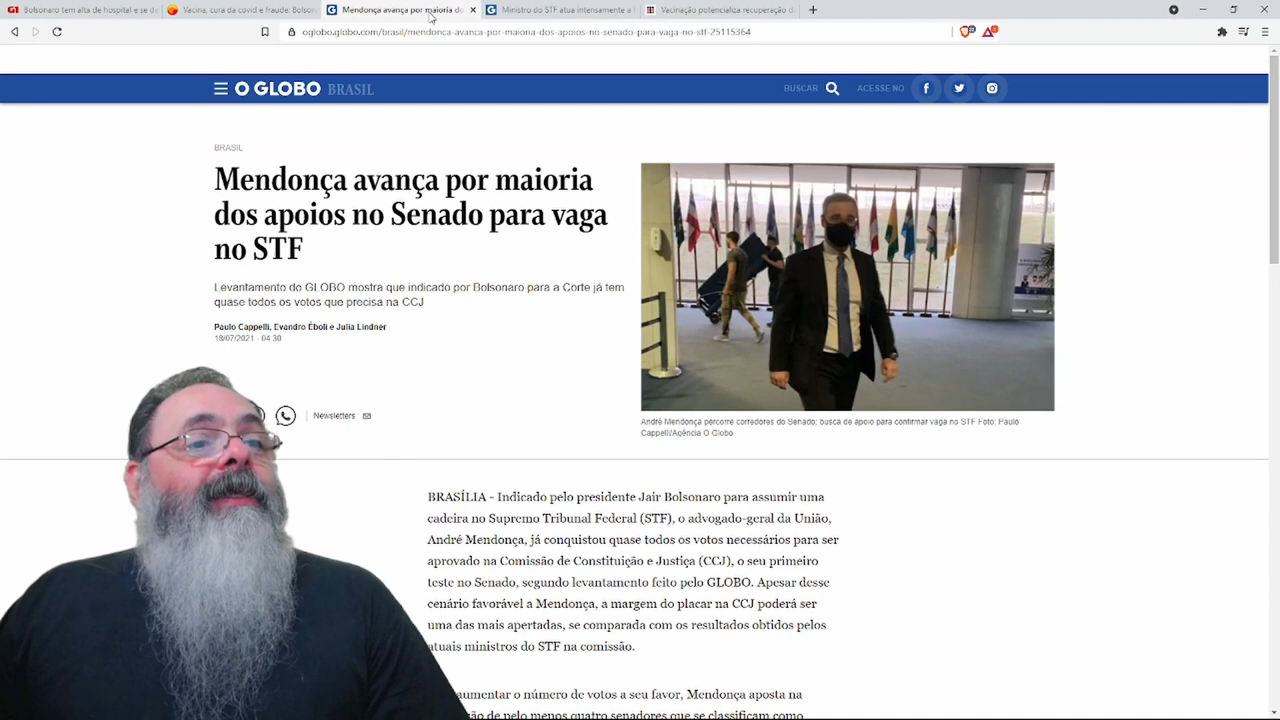 Bolsonaro tem alta de hospital e se de
Vacina, cura da covid e fraude: Bolson
Mendonça avança por maioria do
Ministro do STF atua intensamente a
Vacinação potencializa recuperação d
oglobo.globo.com/brasil/mendonca-avanca-por-maioria-dos-apoios-no-senado-para-vaga-no-stf-25115364
O GLOBO BRASIL
BUSCAR
ACESSE NO
BRASIL
Mendonça avança por maioria
dos apoios no Senado para vaga
no STF
Levantamento do GLOBO mostra que indicado por Bolsonaro para a Corte já tem
quase todos os votos que precisa na CCJ
Paulo Cappelli, Evandro Éboli e Julia Lindner
18/07/2021 - 04:30
Newsletters
André Mendonça percorre corredores do Senado; busca de apoio para confirmar vaga no STF Foto: Paulo
Cappelli/Agência O Globo
BRASÍLIA - Indicado pelo presidente Jair Bolsonaro para assumir uma
cadeira no Supremo Tribunal Federal (STF), o advogado-geral da União,
André Mendonça, já conquistou quase todos os votos necessários para ser
aprovado na Comissão de Constituição e Justiça (CCJ), o seu primeiro
teste no Senado, segundo levantamento feito pelo GLOBO. Apesar desse
cenário favorável a Mendonça, a margem do placar na CCJ poderá ser
uma das mais apertadas, se comparada com os resultados obtidos pelos
atuais ministros do STF na comissão.
aumentar o número de votos a seu favor, Mendonça aposta na
de pelo menos quatro senadores que se classificam como